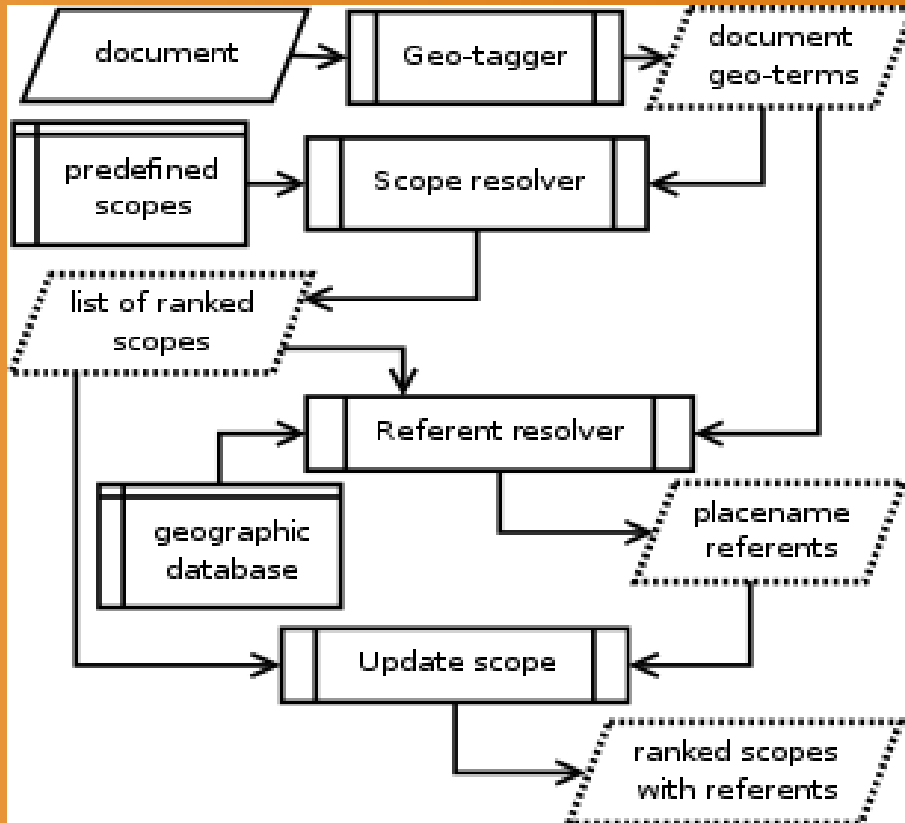 document
Geo-tagger
document
geo-terms
predefined
scopes
Scope resolver
list of ranked
scopes
Referent resolver
geographic
database
placename
referents
Update scope
ranked scopes
with referents